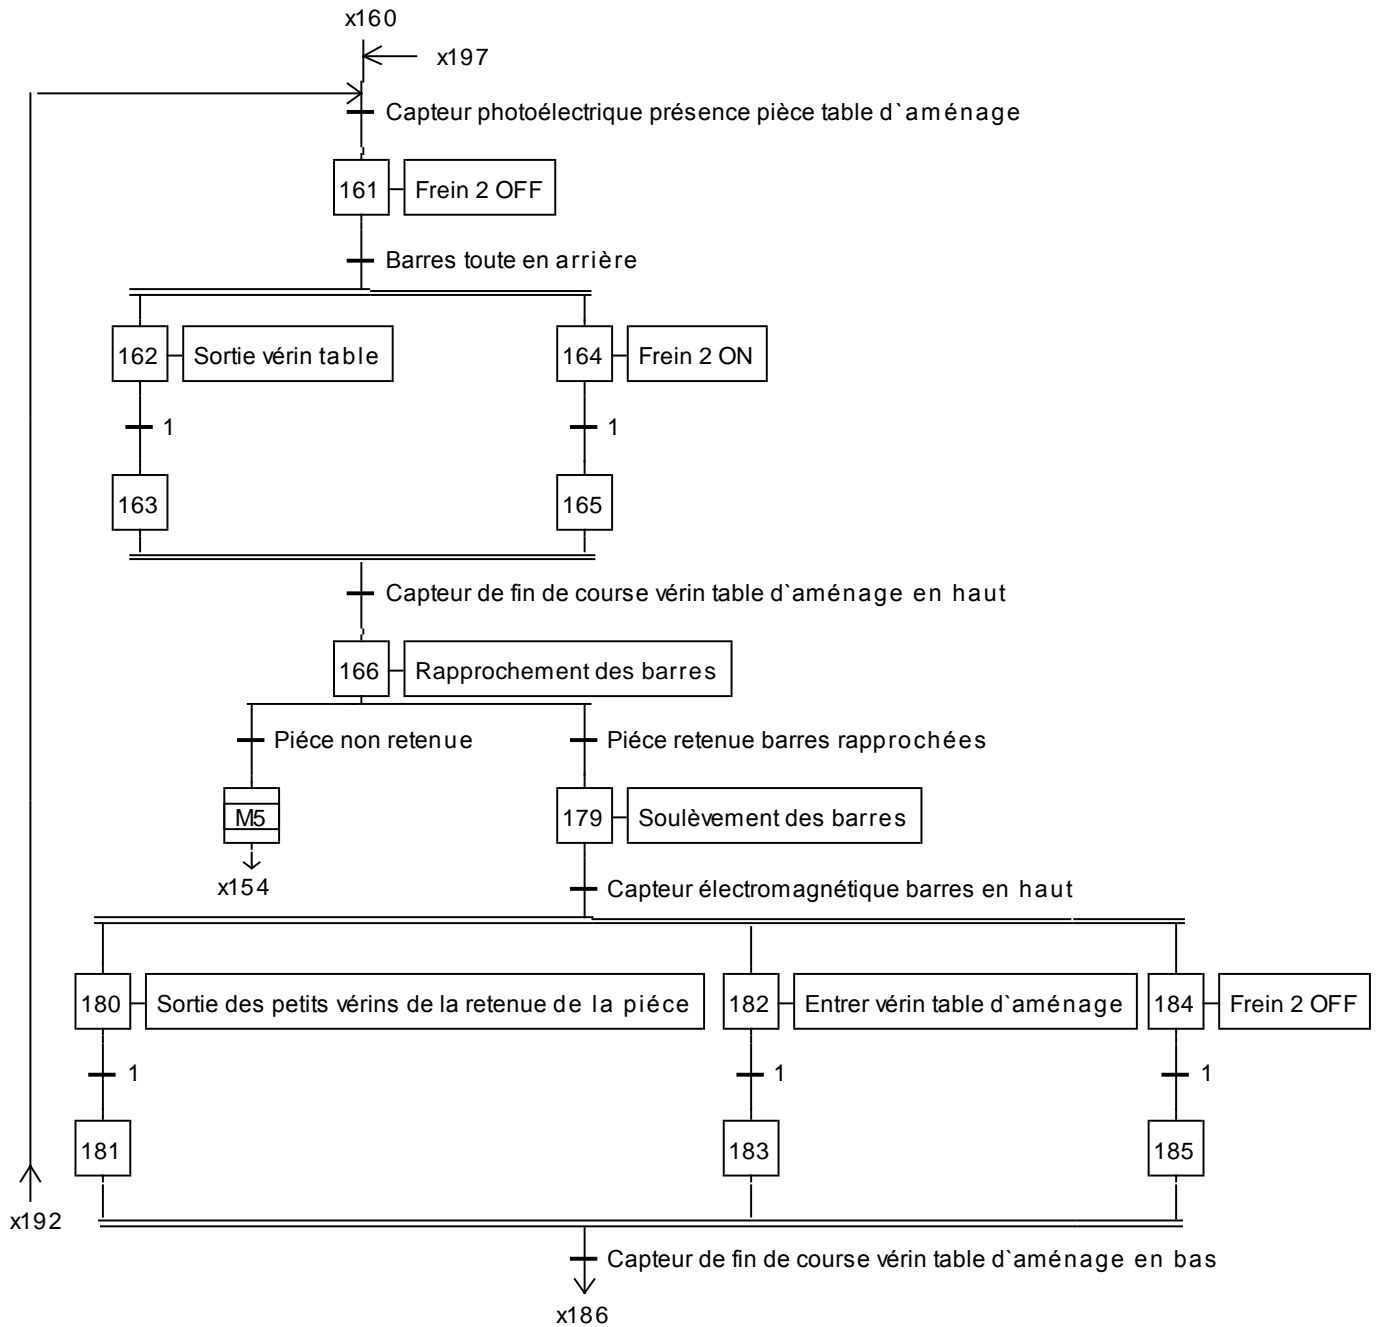 x160
x197
Capteur photoélectrique présence pièce table d`aménage
161 Frein 2 OFF
Barres toute en arrière
162 Sortie vérin table 164 Frein 2 ON
1 1
163 165
Capteur de fin de course vérin table d`aménage en haut
166 Rapprochement des barres
Piéce non retenue Piéce retenue barres rapprochées
M5 179 Soulèvement des barres
x154 Capteur électromagnétique barres en haut
180 Sortie des petits vérins de la retenue de la piéce 182 Entrer vérin table d`aménage 184 Frein 2 OFF
1 1 1
181 183 185
x192
Capteur de fin de course vérin table d`aménage en bas
x186